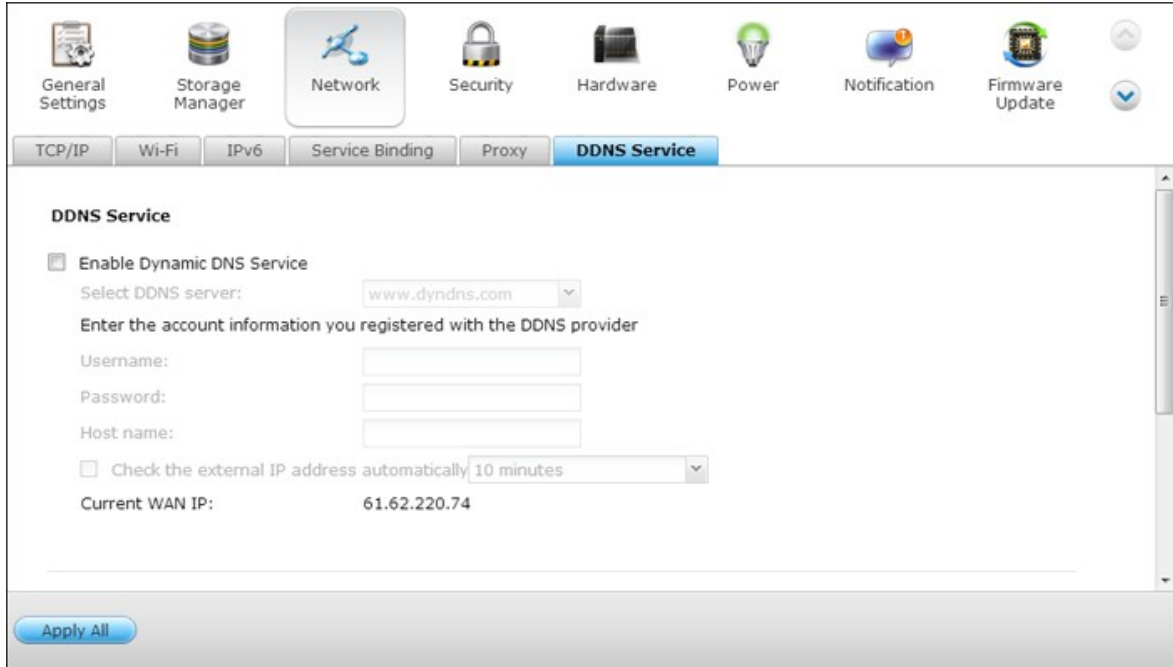 General Settings
Storage Manager
Network
Security
Hardware
Power
Notification
1
Firmware Update
TCP/IP
Wi-Fi
IPv6
Service Binding
Proxy
DDNS Service
DDNS Service
Enable Dynamic DNS Service
Select DDNS server: www.dyndns.com
Enter the account information you registered with the DDNS provider
Username:
Password:
Host name:
Check the external IP address automatically 10 minutes
Current WAN IP: 61.62.220.74
Apply All